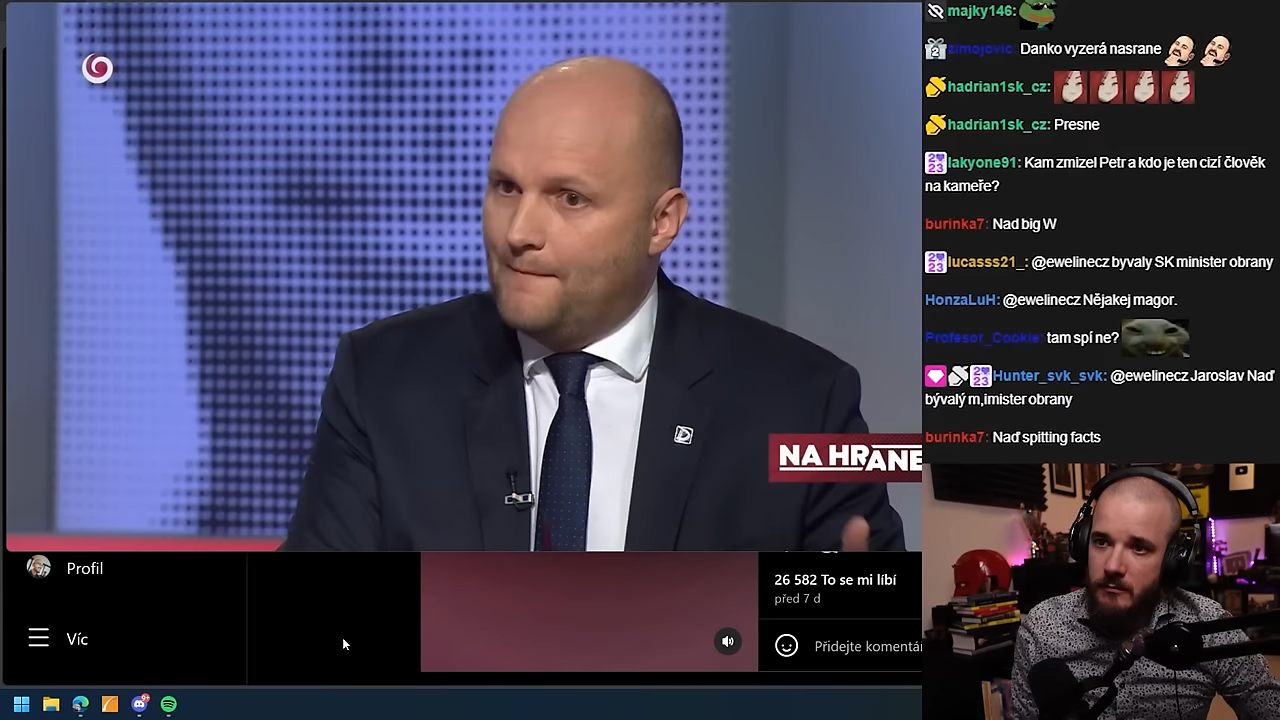 NA HRANE
Profil
Víc
26 582 To se mi líbí
před 7 d
Přidejte komentá
majky146:
2
zimojovic: Danko vyzerá nasrane
hadrian1sk_cz:
hadrian1sk_cz: Presne
lakyone91: Kam zmizel Petr a kdo je ten cizí člověk
na kameře?
burinka7: Nad big W
lucasss21_: @ewelinecz byvaly SK minister obrany
HonzaLuH: @ewelinecz Nějakej magor.
Profesor_Cookie: tam spí ne?
Hunter_svk_svk: @ewelinecz Jaroslav Naď
bývalý m,imister obrany
burinka7: Naď spitting facts